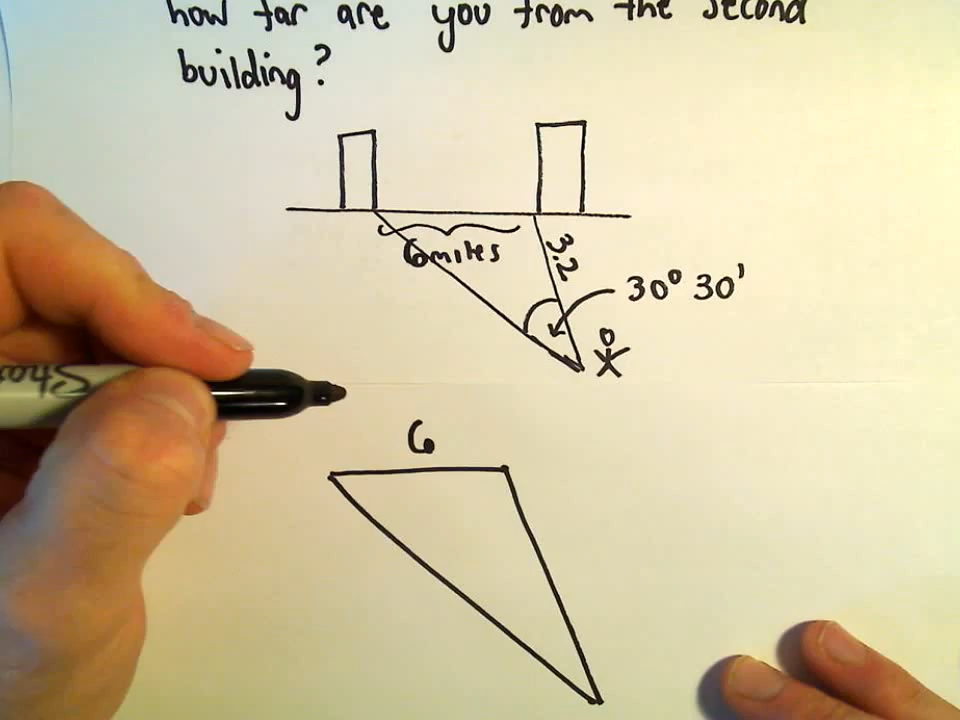 how far are you from the second
building?
6 miles
3.2
30° 30'
6